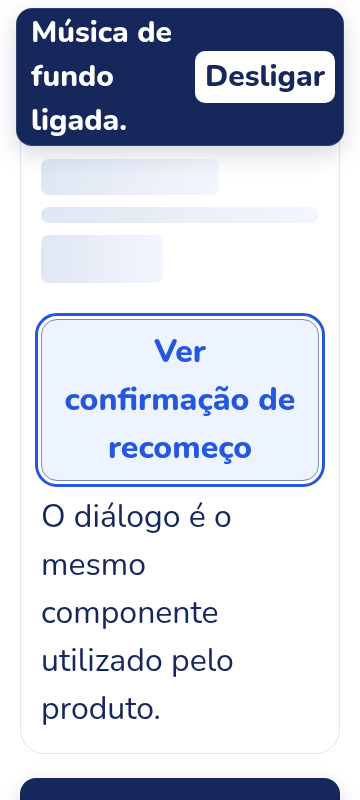 Música de
fundo
ligada.
Desligar
Ver
confirmação de
recomeço
O diálogo é o
mesmo
componente
utilizado pelo
produto.